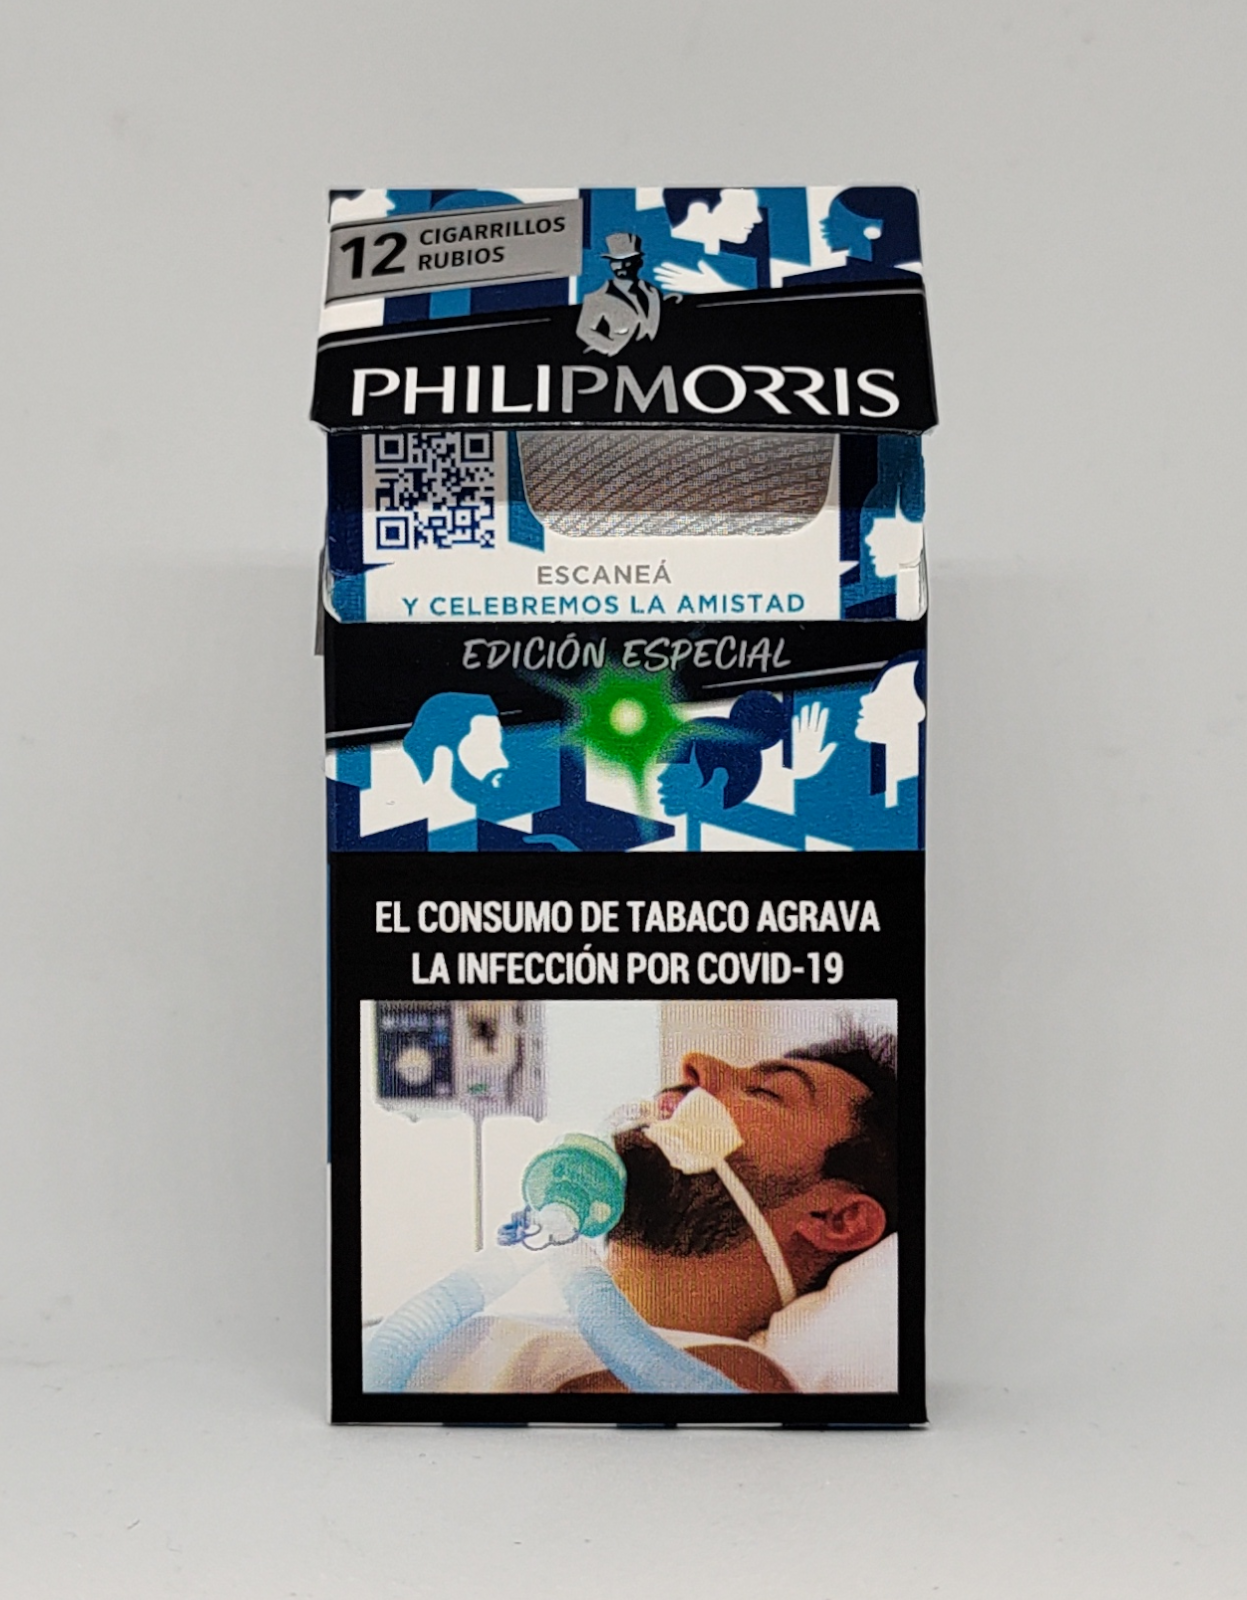 12 CIGARRILLOS
RUBIOS
PHILIPMORRIS
ESCANEÁ
Y CELEBREMOS LA AMISTAD
EDICIÓN ESPECIAL
EL CONSUMO DE TABACO AGRAVA
LA INFECCIÓN POR COVID-19